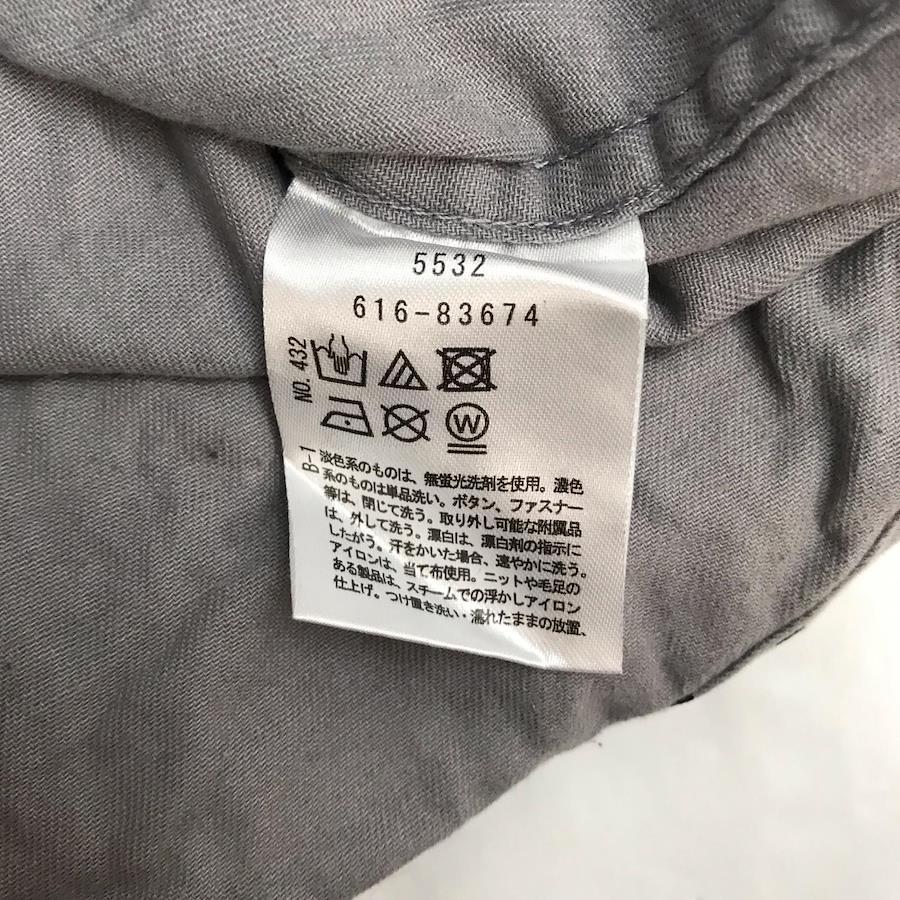 5532
616-83674
NO. 432
W
B-1
淡色系のものは、無蛍光洗剤を使用。濃色
系のものは単品洗い。ボタン、ファスナー
等は、閉じて洗う。取り外し可能な附属品
は、外して洗う。漂白は、漂白剤の指示に
したがう。汗をかいた場合、速やかに洗う。
アイロンは、当て布使用。ニットや毛足の
ある製品は、スチームでの浮かしアイロン
仕上げ。つけ置き洗い・濡れたままの放置、